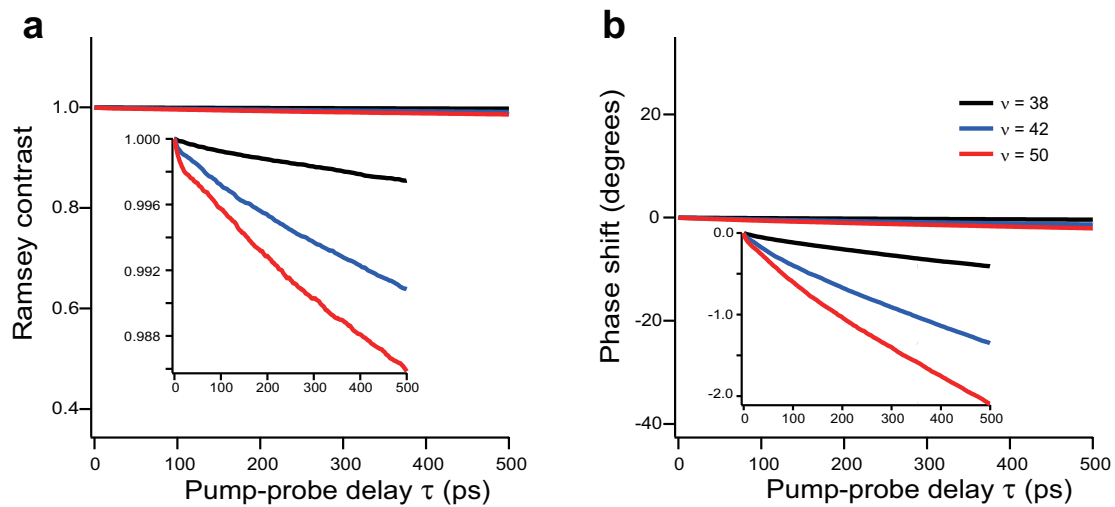 a
Ramsey contrast
1.0
0.8
0.6
0.4
1.000
0.996
0.992
0.988
0 100 200 300 400 500
0 100 200 300 400 500
Pump-probe delay τ (ps)
b
Phase shift (degrees)
20
0
-20
-40
ν = 38
ν = 42
ν = 50
0.0
-1.0
-2.0
0 100 200 300 400 500
0 100 200 300 400 500
Pump-probe delay τ (ps)